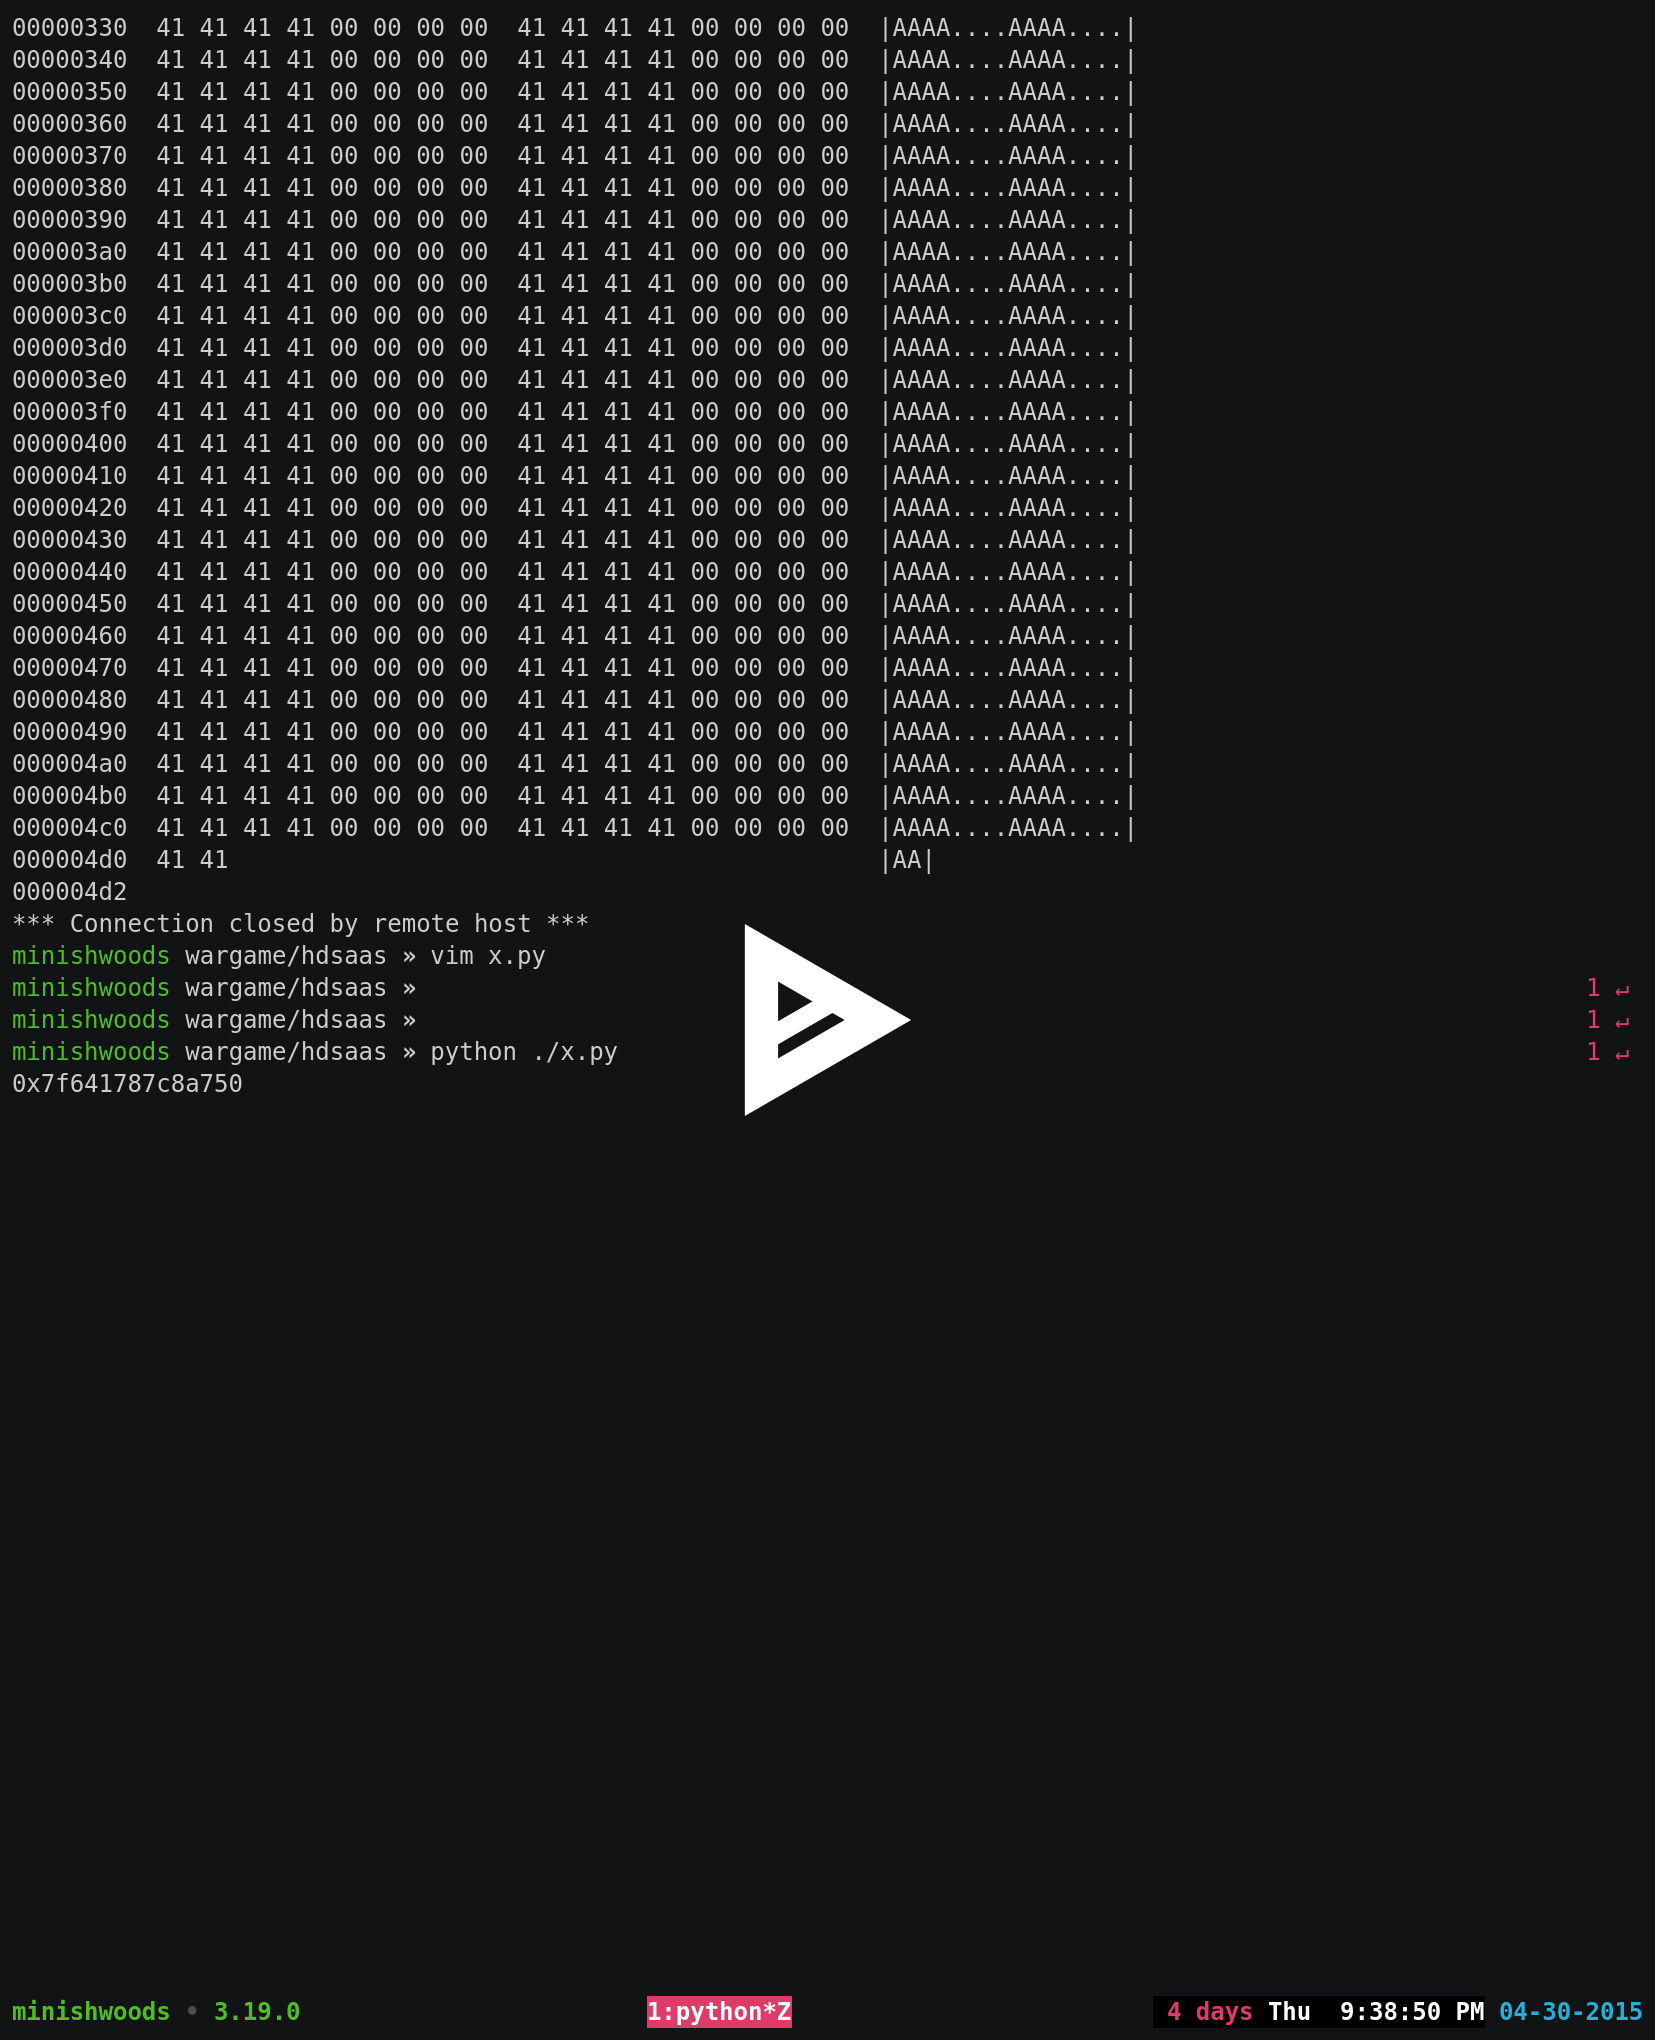 00000330  41 41 41 41 00 00 00 00  41 41 41 41 00 00 00 00  |AAAA....AAAA....|
00000340  41 41 41 41 00 00 00 00  41 41 41 41 00 00 00 00  |AAAA....AAAA....|
00000350  41 41 41 41 00 00 00 00  41 41 41 41 00 00 00 00  |AAAA....AAAA....|
00000360  41 41 41 41 00 00 00 00  41 41 41 41 00 00 00 00  |AAAA....AAAA....|
00000370  41 41 41 41 00 00 00 00  41 41 41 41 00 00 00 00  |AAAA....AAAA....|
00000380  41 41 41 41 00 00 00 00  41 41 41 41 00 00 00 00  |AAAA....AAAA....|
00000390  41 41 41 41 00 00 00 00  41 41 41 41 00 00 00 00  |AAAA....AAAA....|
000003a0  41 41 41 41 00 00 00 00  41 41 41 41 00 00 00 00  |AAAA....AAAA....|
000003b0  41 41 41 41 00 00 00 00  41 41 41 41 00 00 00 00  |AAAA....AAAA....|
000003c0  41 41 41 41 00 00 00 00  41 41 41 41 00 00 00 00  |AAAA....AAAA....|
000003d0  41 41 41 41 00 00 00 00  41 41 41 41 00 00 00 00  |AAAA....AAAA....|
000003e0  41 41 41 41 00 00 00 00  41 41 41 41 00 00 00 00  |AAAA....AAAA....|
000003f0  41 41 41 41 00 00 00 00  41 41 41 41 00 00 00 00  |AAAA....AAAA....|
00000400  41 41 41 41 00 00 00 00  41 41 41 41 00 00 00 00  |AAAA....AAAA....|
00000410  41 41 41 41 00 00 00 00  41 41 41 41 00 00 00 00  |AAAA....AAAA....|
00000420  41 41 41 41 00 00 00 00  41 41 41 41 00 00 00 00  |AAAA....AAAA....|
00000430  41 41 41 41 00 00 00 00  41 41 41 41 00 00 00 00  |AAAA....AAAA....|
00000440  41 41 41 41 00 00 00 00  41 41 41 41 00 00 00 00  |AAAA....AAAA....|
00000450  41 41 41 41 00 00 00 00  41 41 41 41 00 00 00 00  |AAAA....AAAA....|
00000460  41 41 41 41 00 00 00 00  41 41 41 41 00 00 00 00  |AAAA....AAAA....|
00000470  41 41 41 41 00 00 00 00  41 41 41 41 00 00 00 00  |AAAA....AAAA....|
00000480  41 41 41 41 00 00 00 00  41 41 41 41 00 00 00 00  |AAAA....AAAA....|
00000490  41 41 41 41 00 00 00 00  41 41 41 41 00 00 00 00  |AAAA....AAAA....|
000004a0  41 41 41 41 00 00 00 00  41 41 41 41 00 00 00 00  |AAAA....AAAA....|
000004b0  41 41 41 41 00 00 00 00  41 41 41 41 00 00 00 00  |AAAA....AAAA....|
000004c0  41 41 41 41 00 00 00 00  41 41 41 41 00 00 00 00  |AAAA....AAAA....|
000004d0  41 41  |AA|
000004d2
*** Connection closed by remote host ***
minishwoods wargame/hdsaas » vim x.py
minishwoods wargame/hdsaas » 1 ↵
minishwoods wargame/hdsaas » 1 ↵
minishwoods wargame/hdsaas » python ./x.py 1 ↵
0x7f641787c8a750
minishwoods • 3.19.0 1:python*Z 4 days Thu  9:38:50 PM 04-30-2015